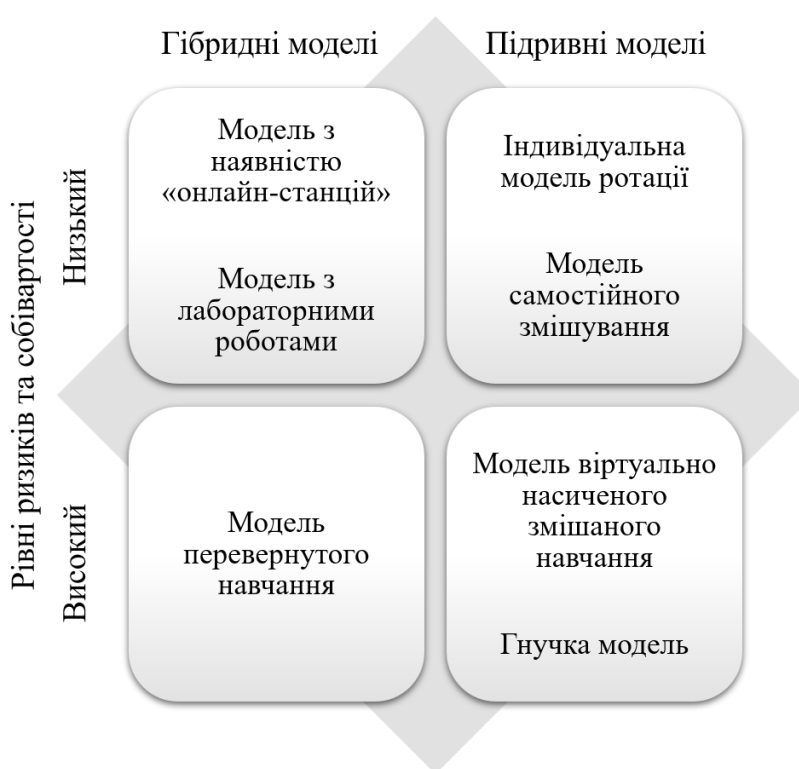 Гібридні моделі
Підривні моделі
Рівні ризиків та собівартості
Низький
Модель з
наявністю
«онлайн-станцій»
Модель з
лабораторними
роботами
Індивідуальна
модель ротації
Модель
самостійного
змішування
Високий
Модель
перевернутого
навчання
Модель віртуально
насиченого
змішаного
навчання
Гнучка модель